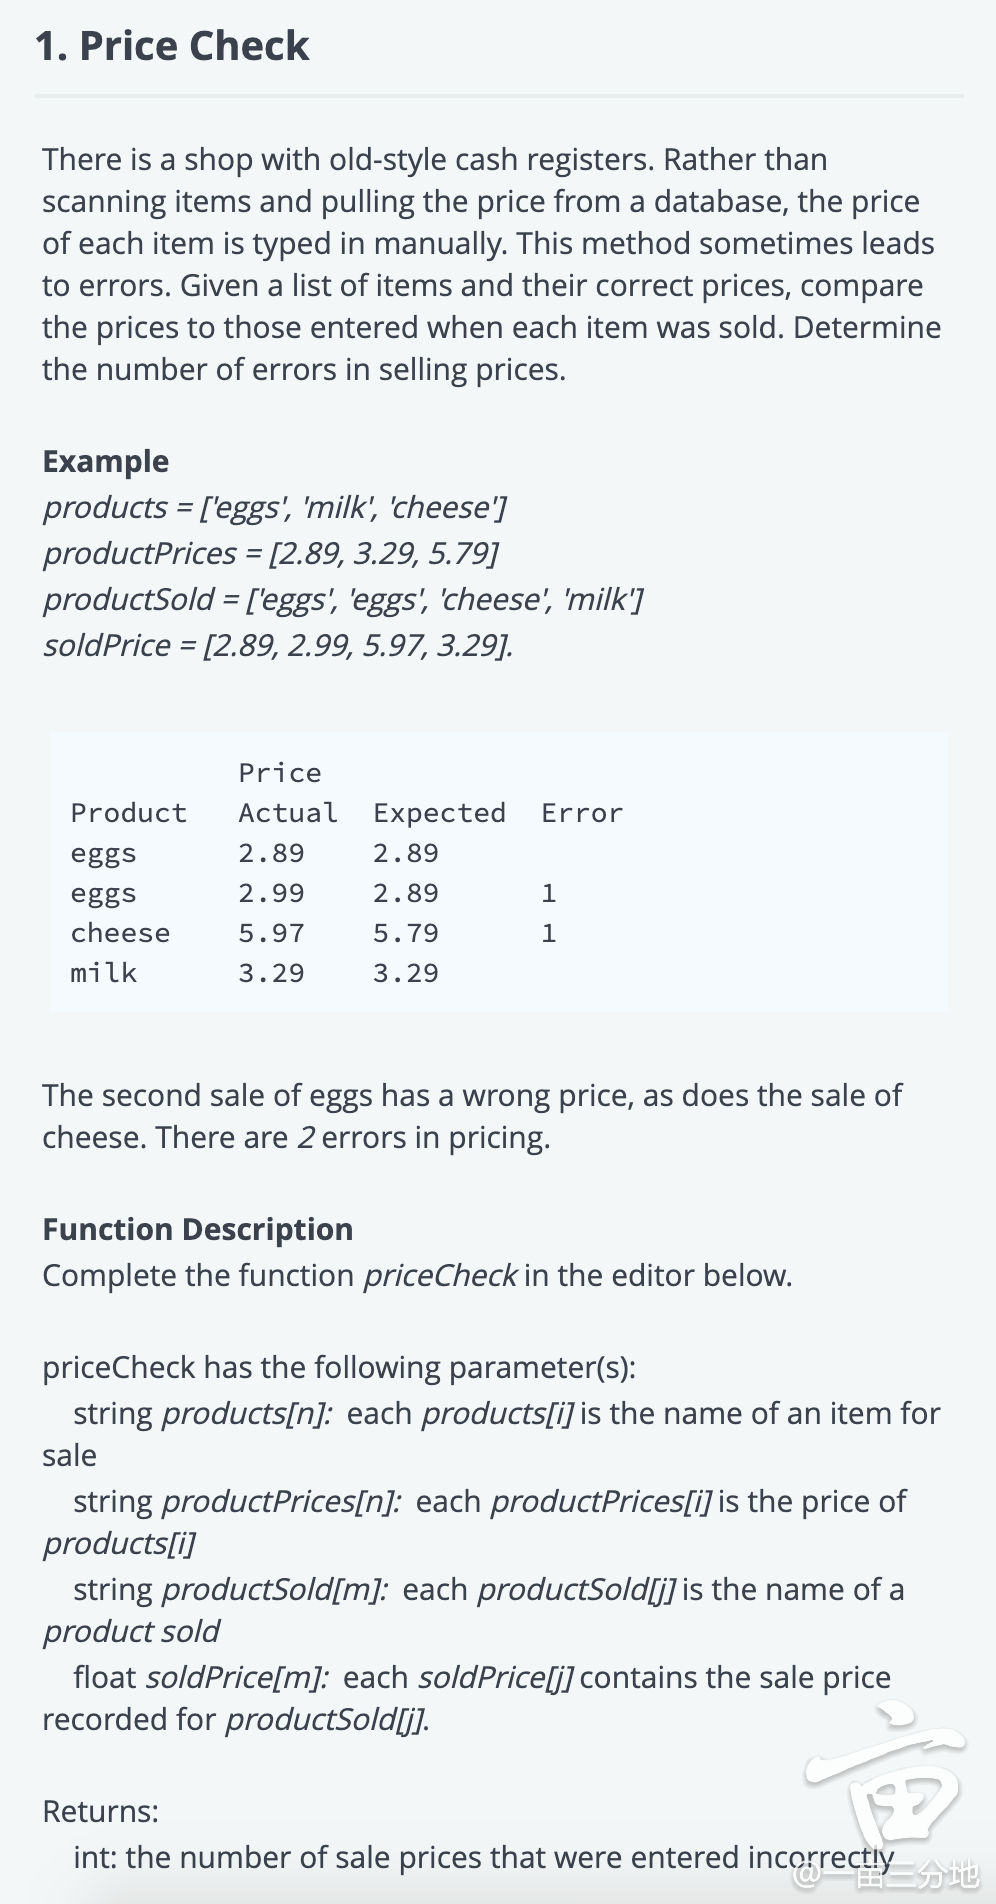 1. Price Check
There is a shop with old-style cash registers. Rather than
scanning items and pulling the price from a database, the price
of each item is typed in manually. This method sometimes leads
to errors. Given a list of items and their correct prices, compare
the prices to those entered when each item was sold. Determine
the number of errors in selling prices.
Example
products = ['eggs', 'milk', 'cheese']
productPrices = [2.89, 3.29, 5.79]
productSold = ['eggs', 'eggs', 'cheese', 'milk']
soldPrice = [2.89, 2.99, 5.97, 3.29].
Price
Product Actual Expected Error
eggs 2.89 2.89
eggs 2.99 2.89 1
cheese 5.97 5.79 1
milk 3.29 3.29
The second sale of eggs has a wrong price, as does the sale of
cheese. There are 2 errors in pricing.
Function Description
Complete the function priceCheck in the editor below.
priceCheck has the following parameter(s):
string products[n]: each products[i] is the name of an item for
sale
string productPrices[n]: each productPrices[i] is the price of
products[i]
string productSold[m]: each productSold[j] is the name of a
product sold
float soldPrice[m]: each soldPrice[j] contains the sale price
recorded for productSold[j].
Returns:
int: the number of sale prices that were entered incorrectly
亩
@一亩三分地